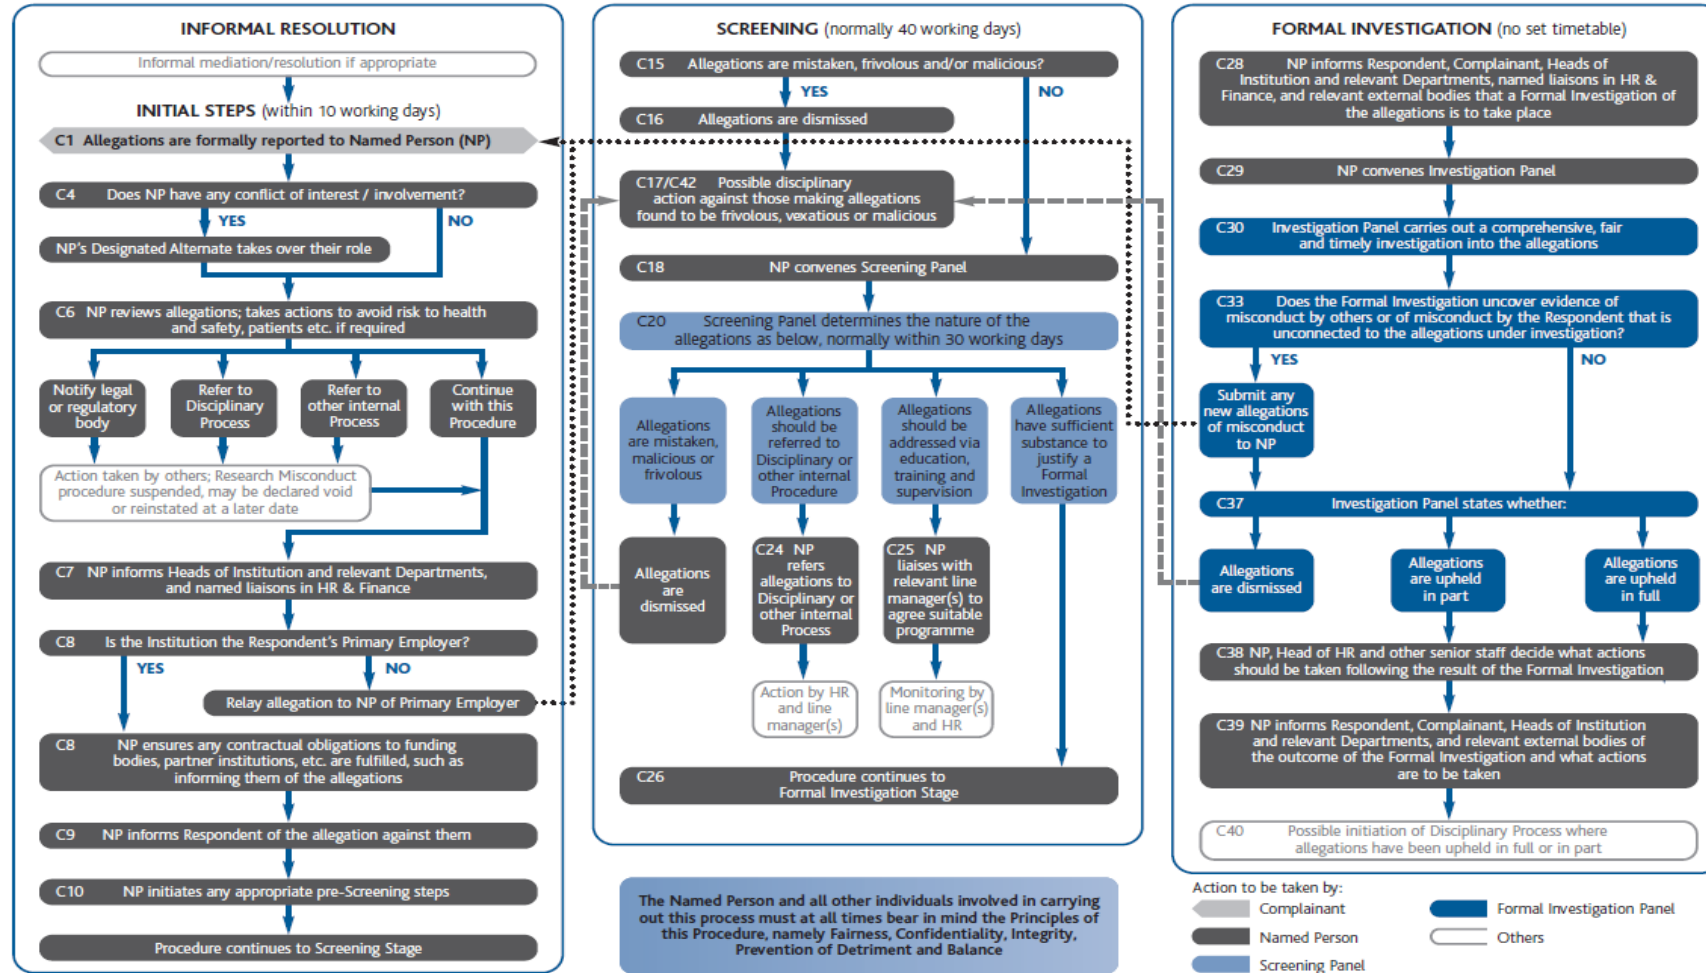 INFORMAL RESOLUTION
Informal mediation/resolution if appropriate
INITIAL STEPS (within 10 working days)
C1 Allegations are formally reported to Named Person (NP)
C4 Does NP have any conflict of interest / involvement?
YES
NO
NP's Designated Alternate takes over their role
C6 NP reviews allegations; takes actions to avoid risk to health
and safety, patients etc. if required
Notify legal
or regulatory
body
Refer to
Disciplinary
Process
Refer to
other internal
Process
Continue
with this
Procedure
Action taken by others; Research Misconduct
procedure suspended, may be declared void
or reinstated at a later date
C7 NP informs Heads of Institution and relevant Departments,
and named liaisons in HR & Finance
C8 Is the Institution the Respondent's Primary Employer?
YES
NO
Relay allegation to NP of Primary Employer
C8 NP ensures any contractual obligations to funding
bodies, partner institutions, etc. are fulfilled, such as
informing them of the allegations
C9 NP informs Respondent of the allegation against them
C10 NP initiates any appropriate pre-Screening steps
Procedure continues to Screening Stage
SCREENING (normally 40 working days)
C15 Allegations are mistaken, frivolous and/or malicious?
YES
NO
C16 Allegations are dismissed
C17/C42 Possible disciplinary
action against those making allegations
found to be frivolous, vexatious or malicious
C18 NP convenes Screening Panel
C20 Screening Panel determines the nature of the
allegations as below, normally within 30 working days
Allegations
are mistaken,
malicious or
frivolous
Allegations
should be
referred to
Disciplinary or
other internal
Procedure
Allegations
should be
addressed via
education,
training and
supervision
Allegations
have sufficient
substance to
justify a
Formal
Investigation
Allegations
are
dismissed
C24 NP
refers
allegations to
Disciplinary or
other internal
Process
C25 NP
liaises with
relevant line
manager(s) to
agree suitable
programme
Action by HR
and line
manager(s)
Monitoring by
line manager(s)
and HR
C26 Procedure continues to
Formal Investigation Stage
The Named Person and all other individuals involved in carrying
out this process must at all times bear in mind the Principles of
this Procedure, namely Fairness, Confidentiality, Integrity,
Prevention of Detriment and Balance
FORMAL INVESTIGATION (no set timetable)
C28 NP informs Respondent, Complainant, Heads of
Institution and relevant Departments, named liaisons in HR &
Finance, and relevant external bodies that a Formal Investigation of
the allegations is to take place
C29 NP convenes Investigation Panel
C30 Investigation Panel carries out a comprehensive, fair
and timely investigation into the allegations
C33 Does the Formal Investigation uncover evidence of
misconduct by others or of misconduct by the Respondent that is
unconnected to the allegations under investigation?
YES
NO
Submit any
new allegations
of misconduct
to NP
C37 Investigation Panel states whether:
Allegations
are dismissed
Allegations
are upheld
in part
Allegations
are upheld
in full
C38 NP, Head of HR and other senior staff decide what actions
should be taken following the result of the Formal Investigation
C39 NP informs Respondent, Complainant, Heads of Institution
and relevant Departments, and relevant external bodies of
the outcome of the Formal Investigation and what actions
are to be taken
C40 Possible initiation of Disciplinary Process where
allegations have been upheld in full or in part
Action to be taken by:
Complainant
Named Person
Screening Panel
Formal Investigation Panel
Others